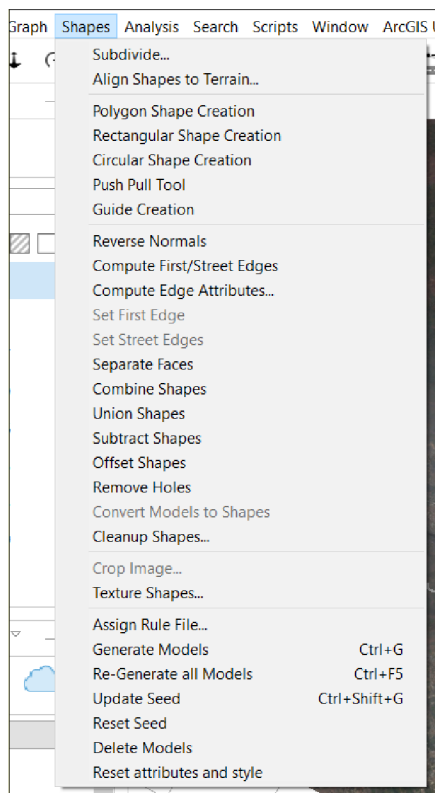 Graph Shapes Analysis Search Scripts Window ArcGIS
Subdivide...
Align Shapes to Terrain...
Polygon Shape Creation
Rectangular Shape Creation
Circular Shape Creation
Push Pull Tool
Guide Creation
Reverse Normals
Compute First/Street Edges
Compute Edge Attributes...
Set First Edge
Set Street Edges
Separate Faces
Combine Shapes
Union Shapes
Subtract Shapes
Offset Shapes
Remove Holes
Convert Models to Shapes
Cleanup Shapes...
Crop Image...
Texture Shapes...
Assign Rule File...
Generate Models Ctrl+G
Re-Generate all Models Ctrl+F5
Update Seed Ctrl+Shift+G
Reset Seed
Delete Models
Reset attributes and style